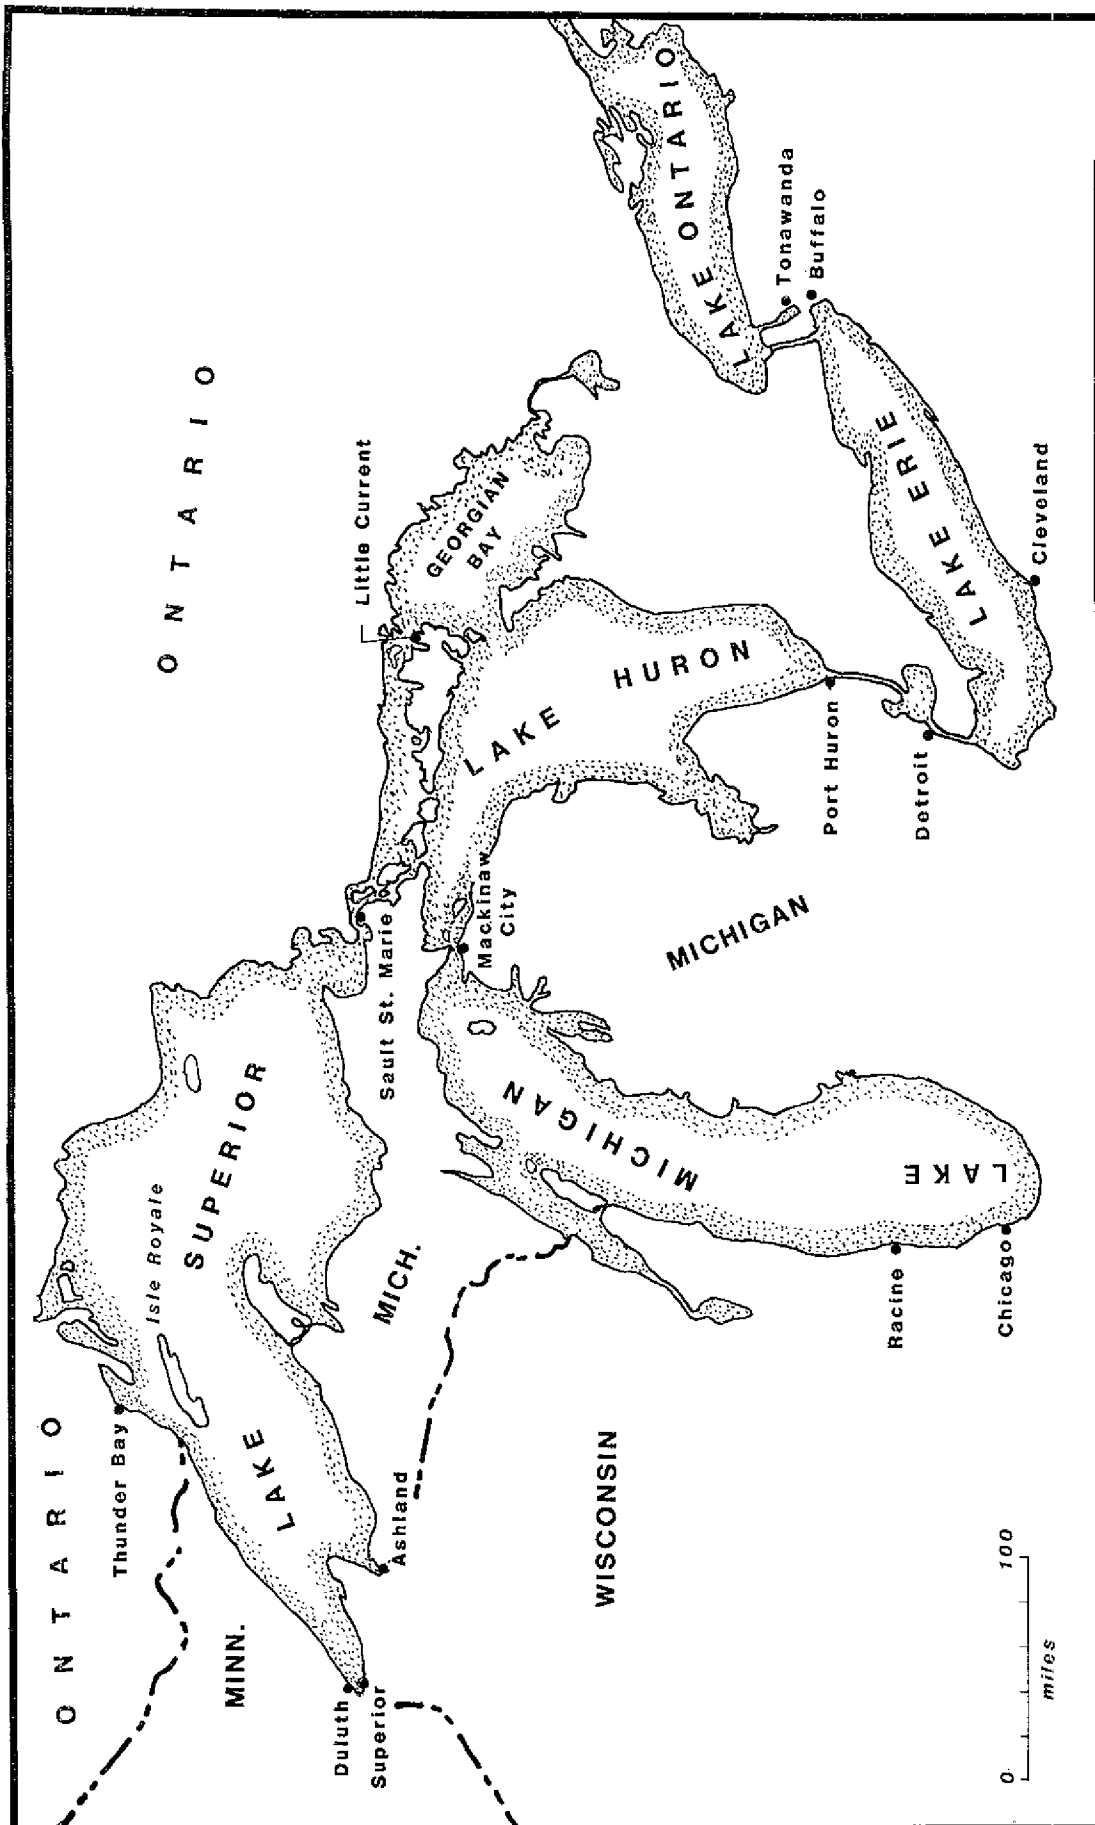 ONTARIO
ONTARIO
Thunder Bay
Isle Royale
LAKE SUPERIOR
MINN.
Duluth
Superior
Ashland
MICH.
Sault St. Marie
Little Current
GEORGIAN
BAY
LAKE HURON
Mackinaw
City
LAKE MICHIGAN
MICHIGAN
WISCONSIN
Racine
Chicago
Port Huron
Detroit
LAKE ERIE
Cleveland
LAKE ONTARIO
Tonawanda
Buffalo
0 100
miles